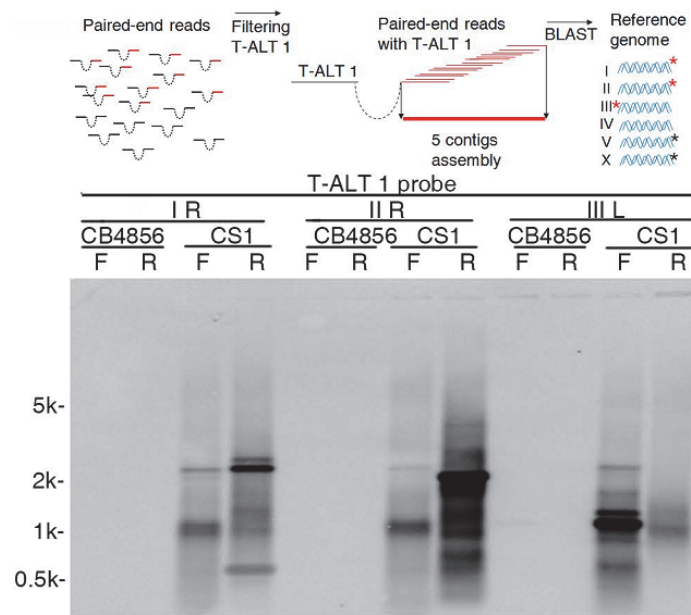 Paired-end reads
Filtering
T-ALT 1
Paired-end reads
with T-ALT 1
BLAST
Reference
genome
T-ALT 1
5 contigs
assembly
I
II
III
IV
V
X
*
*
*
*
*
T-ALT 1 probe
I R II R III L
CB4856 CS1 CB4856 CS1 CB4856 CS1
F R F R F R F R F R F R
5k-
2k-
1k-
0.5k-